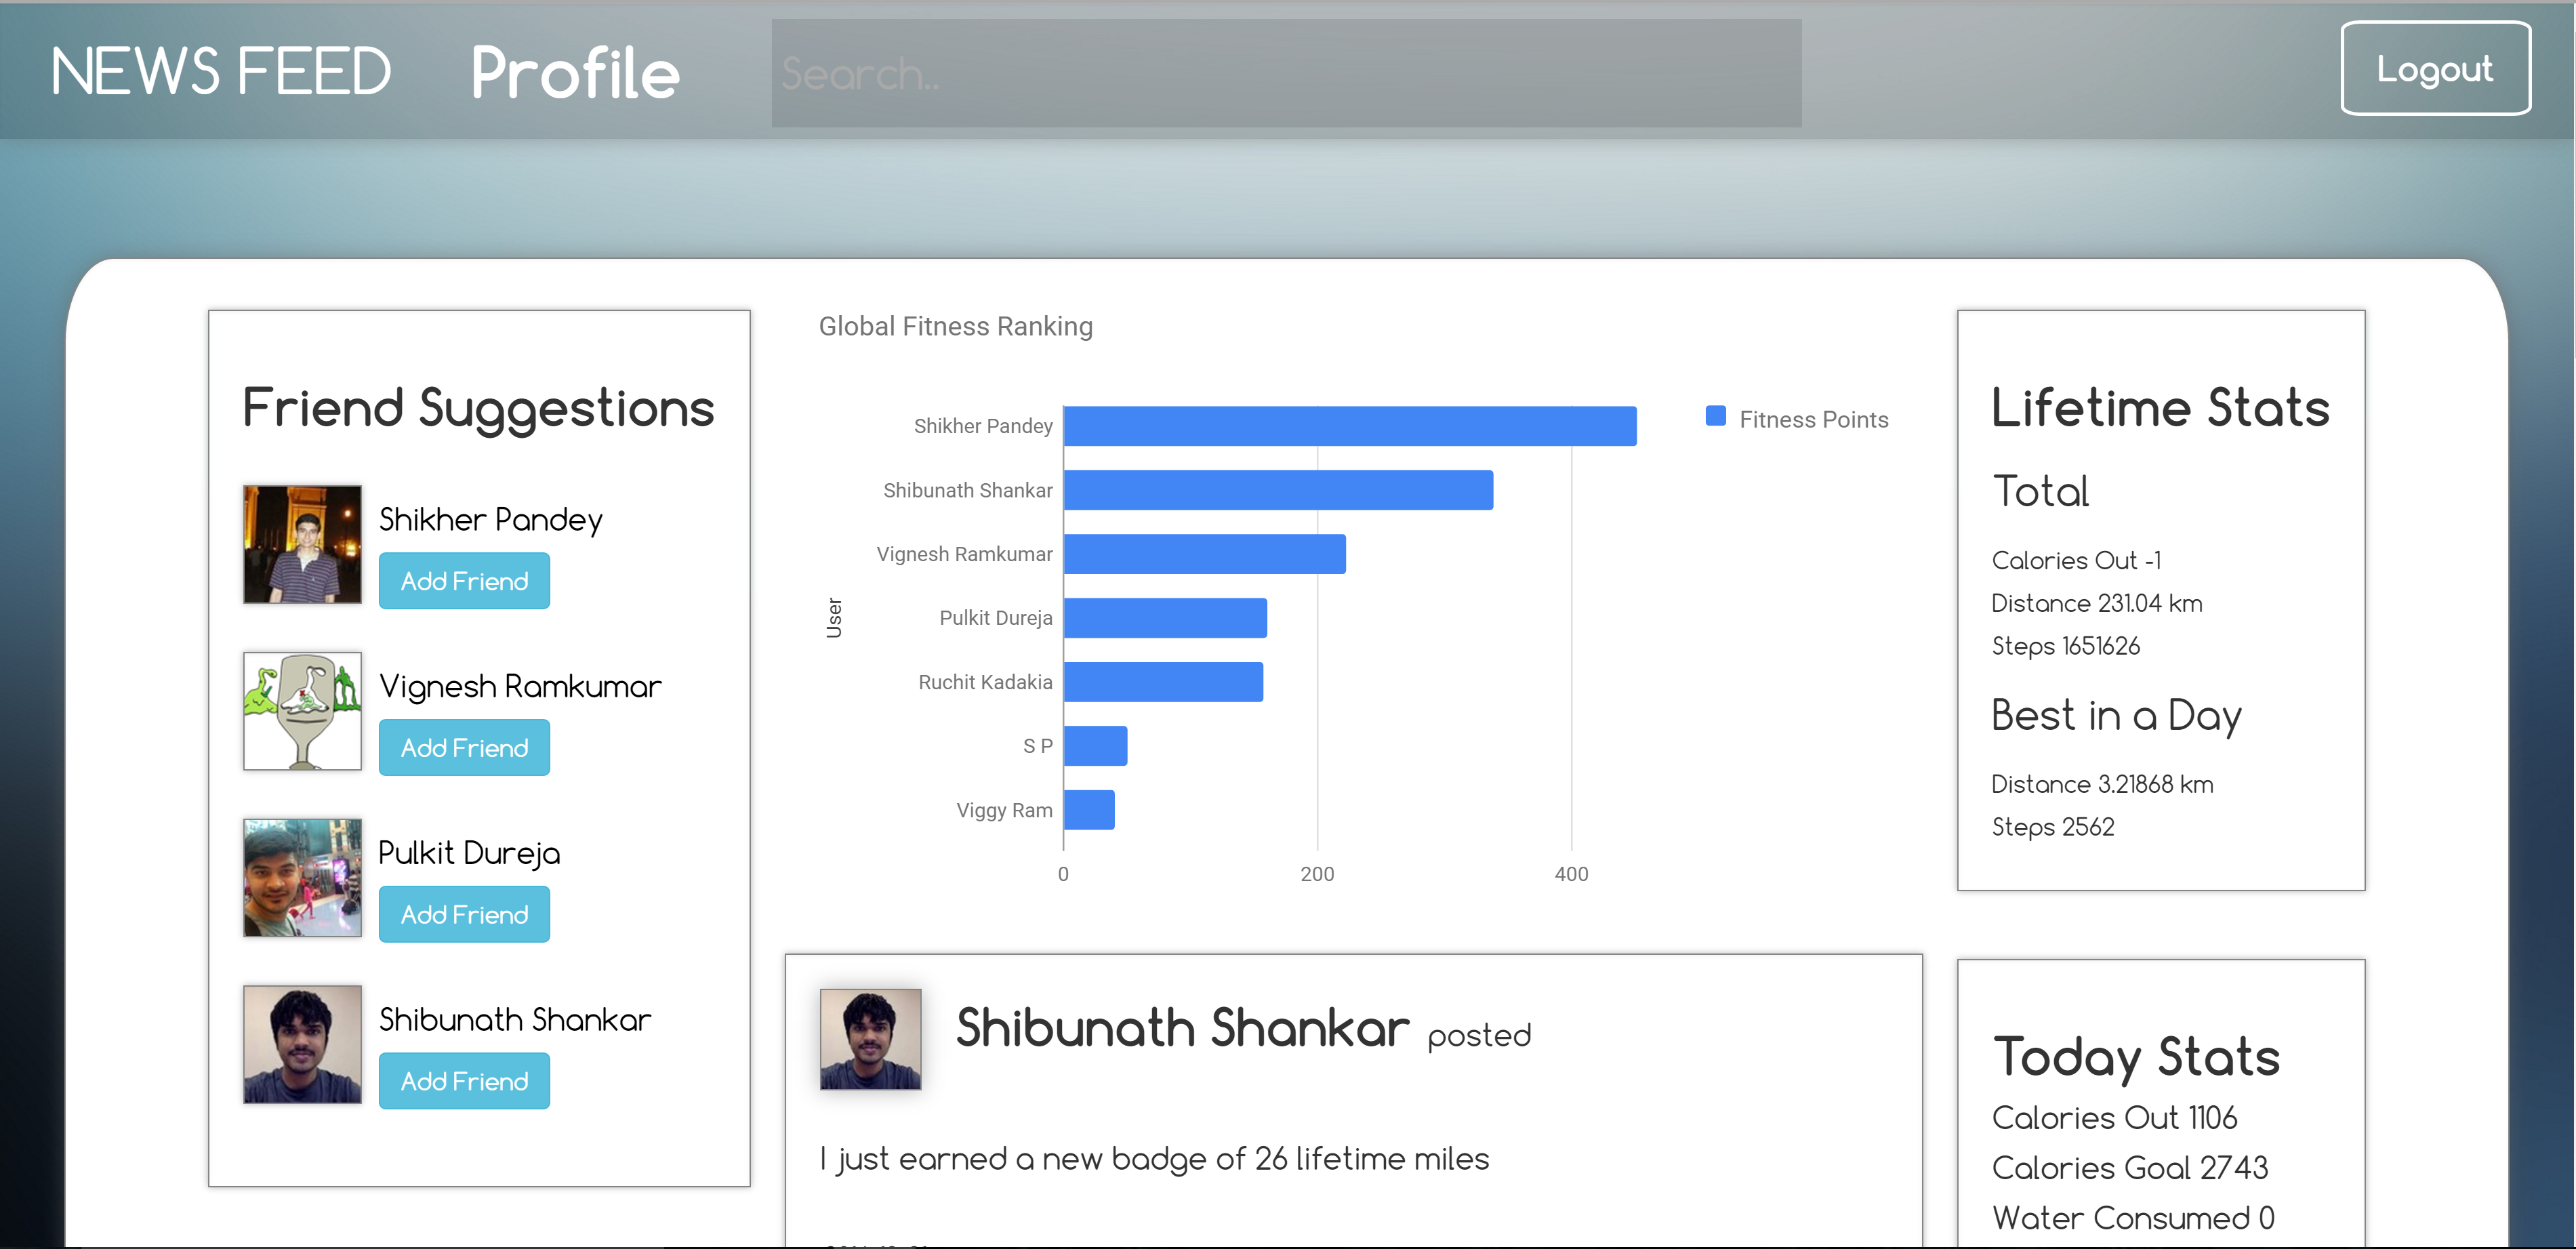 NEWS FEED
Profile
Search..
Logout
Friend Suggestions
Shikher Pandey
Add Friend
Vignesh Ramkumar
Add Friend
Pulkit Dureja
Add Friend
Shibunath Shankar
Add Friend
Global Fitness Ranking
Fitness Points
User
Shikher Pandey
Shibunath Shankar
Vignesh Ramkumar
Pulkit Dureja
Ruchit Kadakia
S P
Viggy Ram
0 200 400
Shibunath Shankar posted
I just earned a new badge of 26 lifetime miles
Lifetime Stats
Total
Calories Out -1
Distance 231.04 km
Steps 1651626
Best in a Day
Distance 3.21868 km
Steps 2562
Today Stats
Calories Out 1106
Calories Goal 2743
Water Consumed 0